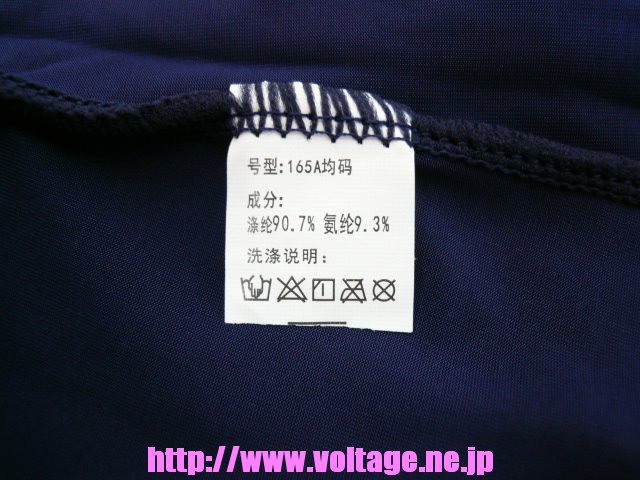 号型:165A均码
成分:
涤纶90.7% 氨纶9.3%
洗涤说明:
http://www.voltage.ne.jp